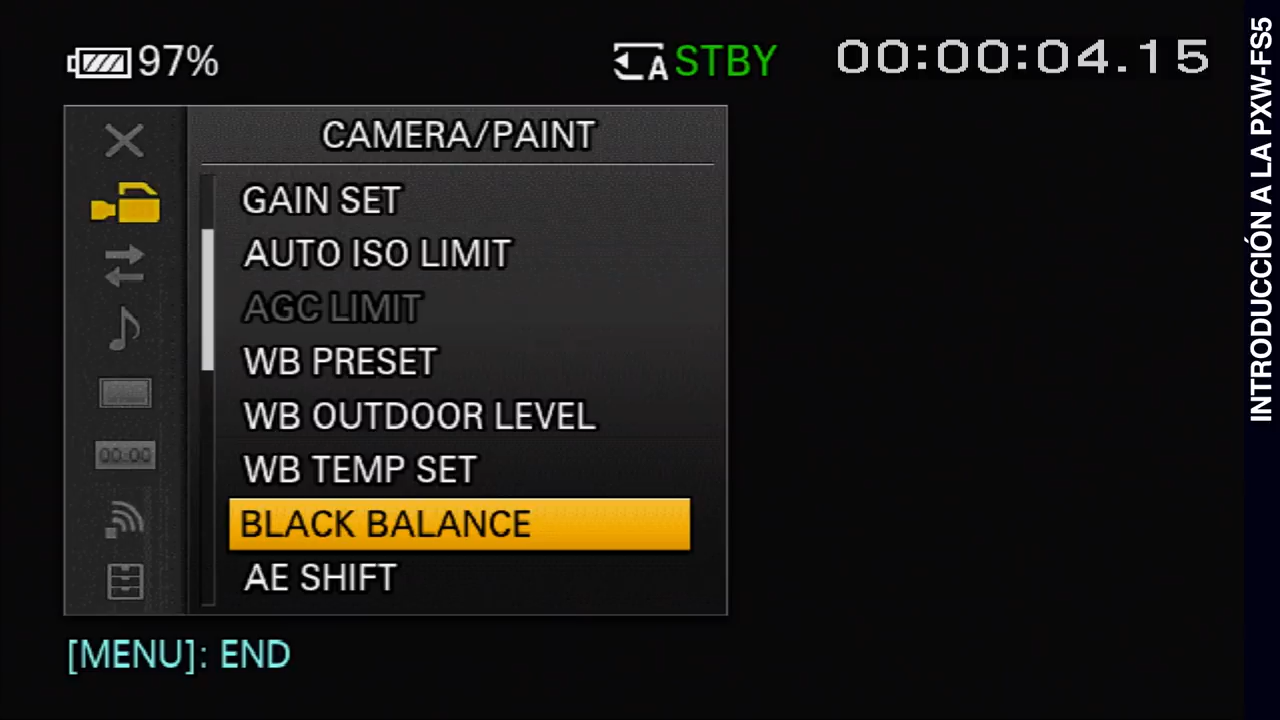 97%
A STBY
00:00:04.15
CAMERA/PAINT
GAIN SET
AUTO ISO LIMIT
AGC LIMIT
WB PRESET
WB OUTDOOR LEVEL
WB TEMP SET
BLACK BALANCE
AE SHIFT
00:00
[MENU]: END
INTRODUCCIÓN A LA PXW-FS5